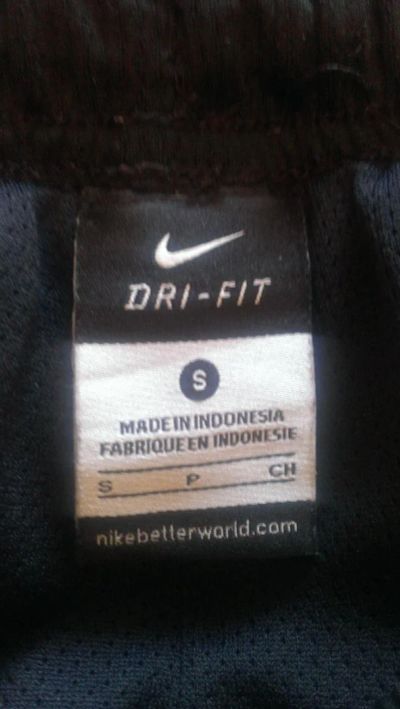 DRI-FIT
S
MADE IN INDONESIA
FABRIQUE EN INDONESIE
S P CH
nikebetterworld.com